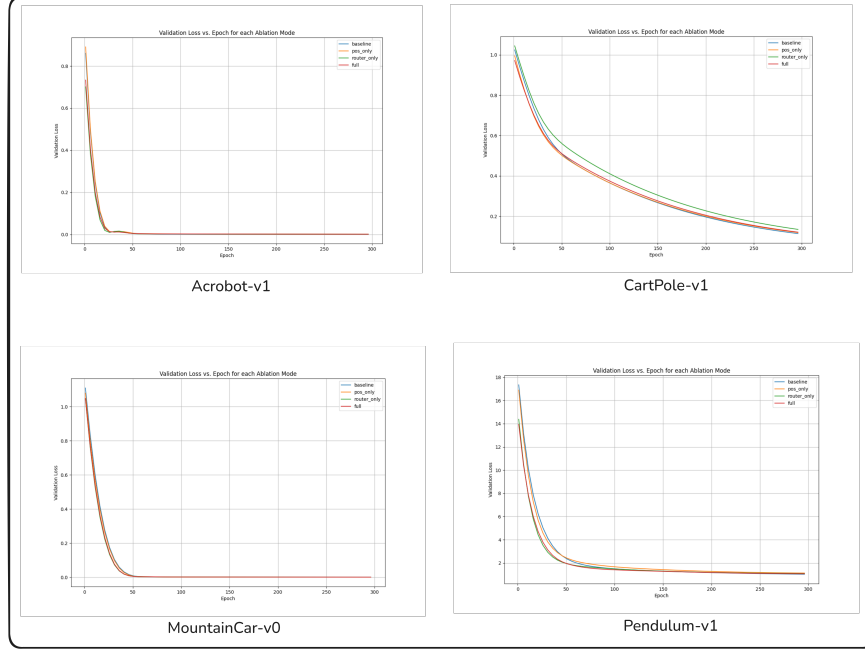 Validation Loss vs. Epoch for each Ablation Mode
baseline
pos_only
router_only
full
Validation Loss
0.8
0.6
0.4
0.2
0.0
0
50
100
150
200
250
300
Epoch
Acrobot-v1
Validation Loss vs. Epoch for each Ablation Mode
baseline
pos_only
router_only
full
Validation Loss
1.0
0.8
0.6
0.4
0.2
0
50
100
150
200
250
300
Epoch
CartPole-v1
Validation Loss vs. Epoch for each Ablation Mode
baseline
pos_only
router_only
full
Validation Loss
1.0
0.8
0.6
0.4
0.2
0.0
0
50
100
150
200
250
300
Epoch
MountainCar-v0
Validation Loss vs. Epoch for each Ablation Mode
baseline
pos_only
router_only
full
Validation Loss
18
16
14
12
10
8
6
4
2
0
50
100
150
200
250
300
Epoch
Pendulum-v1